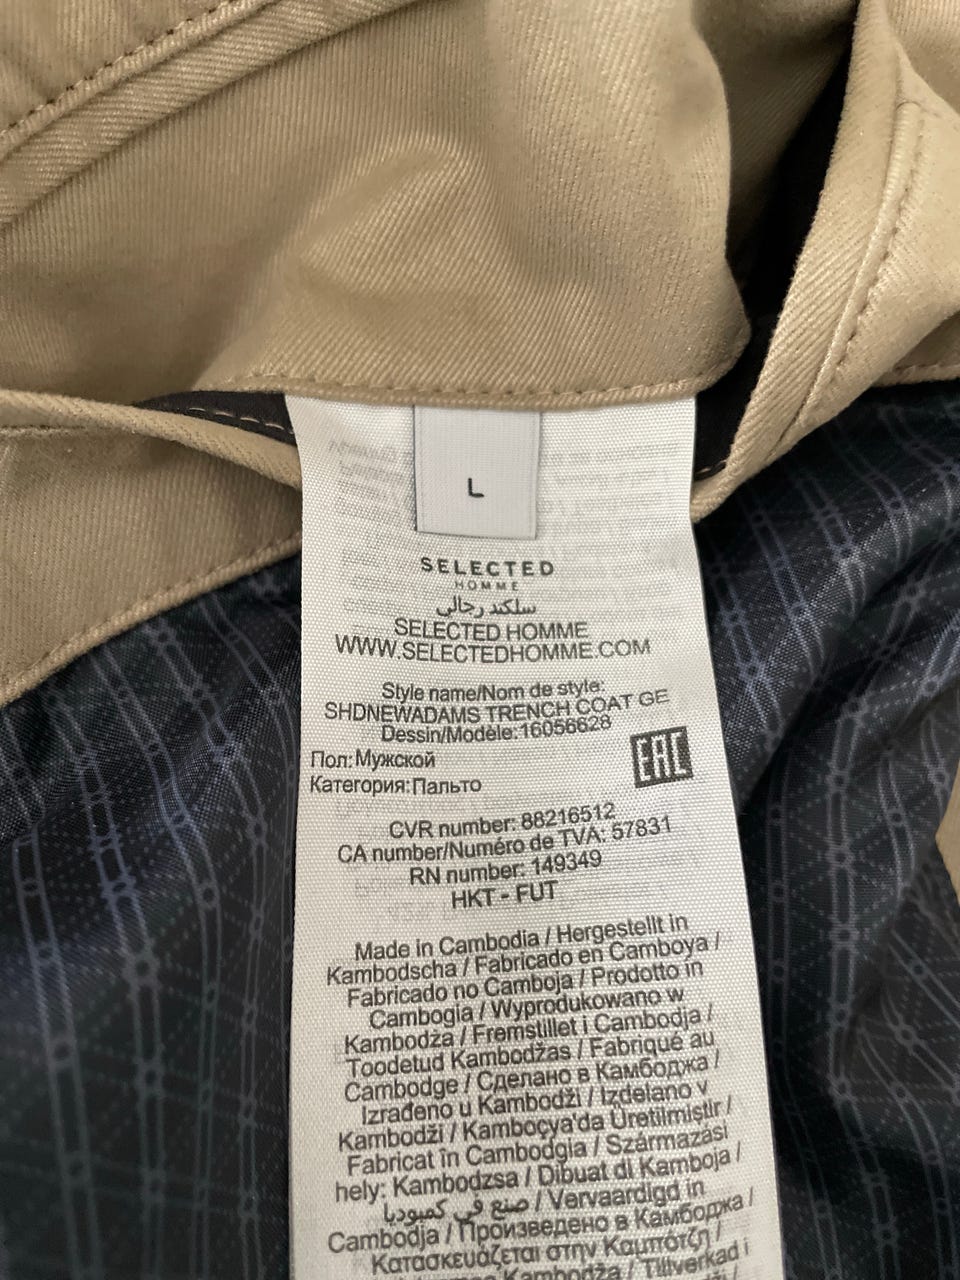 L
SELECTED
HOMME
سلكتد رجالي
SELECTED HOMME
WWW.SELECTEDHOMME.COM
Style name/Nom de style:
SHDNEWADAMS TRENCH COAT GE
Dessin/Modèle:16056628
Пол:Мужской
Категория:Пальто
EAC
CVR number: 88216512
CA number/Numéro de TVA: 57831
RN number: 149349
HKT - FUT
Made in Cambodia / Hergestellt in
Kambodscha / Fabricado en Camboya /
Fabricado no Camboja / Prodotto in
Cambogia / Wyprodukowano w
Kambodža / Fremstillet i Cambodja /
Toodetud Kambodžas / Fabriqué au
Cambodge / Сделано в Камбоджа /
Izrađeno u Kambodži / Izdelano v
Kambodži / Kamboçya'da Üretilmiştir /
Fabricat în Cambodgia / Származási
hely: Kambodzsa / Dibuat di Kamboja /
صنع في كمبوديا / Vervaardigd in
Cambodja / Произведено в Камбоджа /
Κατασκευάζεται στην Καμπότζη /
Kambodža / Tillverkad i